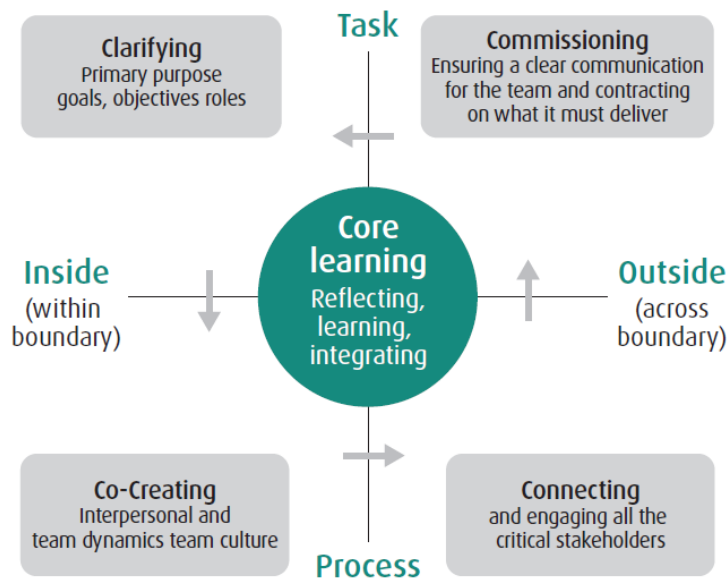 Task
Clarifying
Primary purpose
goals, objectives roles
Commissioning
Ensuring a clear communication
for the team and contracting
on what it must deliver
Inside
(within
boundary)
Core
learning
Reflecting,
learning,
integrating
Outside
(across
boundary)
Co-Creating
Interpersonal and
team dynamics team culture
Connecting
and engaging all the
critical stakeholders
Process